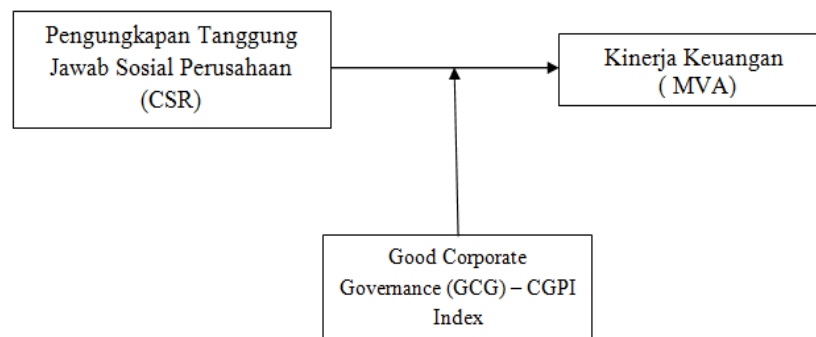 Pengungkapan Tanggung
Jawab Sosial Perusahaan
(CSR)
Kinerja Keuangan
( MVA)
Good Corporate
Governance (GCG) – CGPI
Index